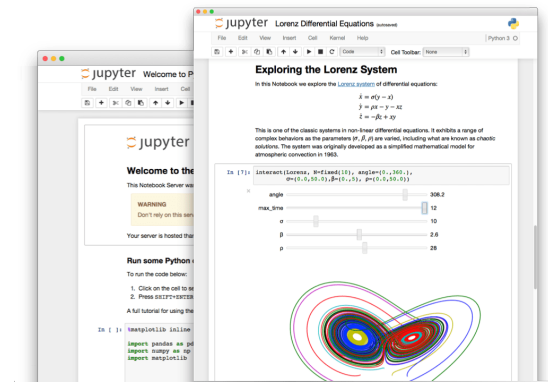 jupyter Lorenz Differential Equations (autosaved)
File Edit View Insert Cell Kernel Help Python 3
Code Cell Toolbar: None
Exploring the Lorenz System
In this Notebook we explore the Lorenz system of differential equations:
ẋ = σ(y − x)
ẏ = ρx − y − xz
ż = −βz + xy
This is one of the classic systems in non-linear differential equations. It exhibits a range of
complex behaviors as the parameters (σ, β, ρ) are varied, including what are known as chaotic
solutions. The system was originally developed as a simplified mathematical model for
atmospheric convection in 1963.
In [7]: interact(Lorenz, N=fixed(10), angle=(0.,360.),
σ=(0.0,50.0),β=(0.,5), ρ=(0.0,50.0))
angle 308.2
max_time 12
σ 10
β 2.6
ρ 28
jupyter Welcome to P
File Edit View Insert Cell
jupyter
Welcome to the
This Notebook Server wa
WARNING
Don't rely on this serv
Your server is hosted that
Run some Python
To run the code below:
1. Click on the cell to se
2. Press SHIFT+ENTER
A full tutorial for using the
In [ ]: %matplotlib inline
import pandas as pd
import numpy as np
import matplotlib